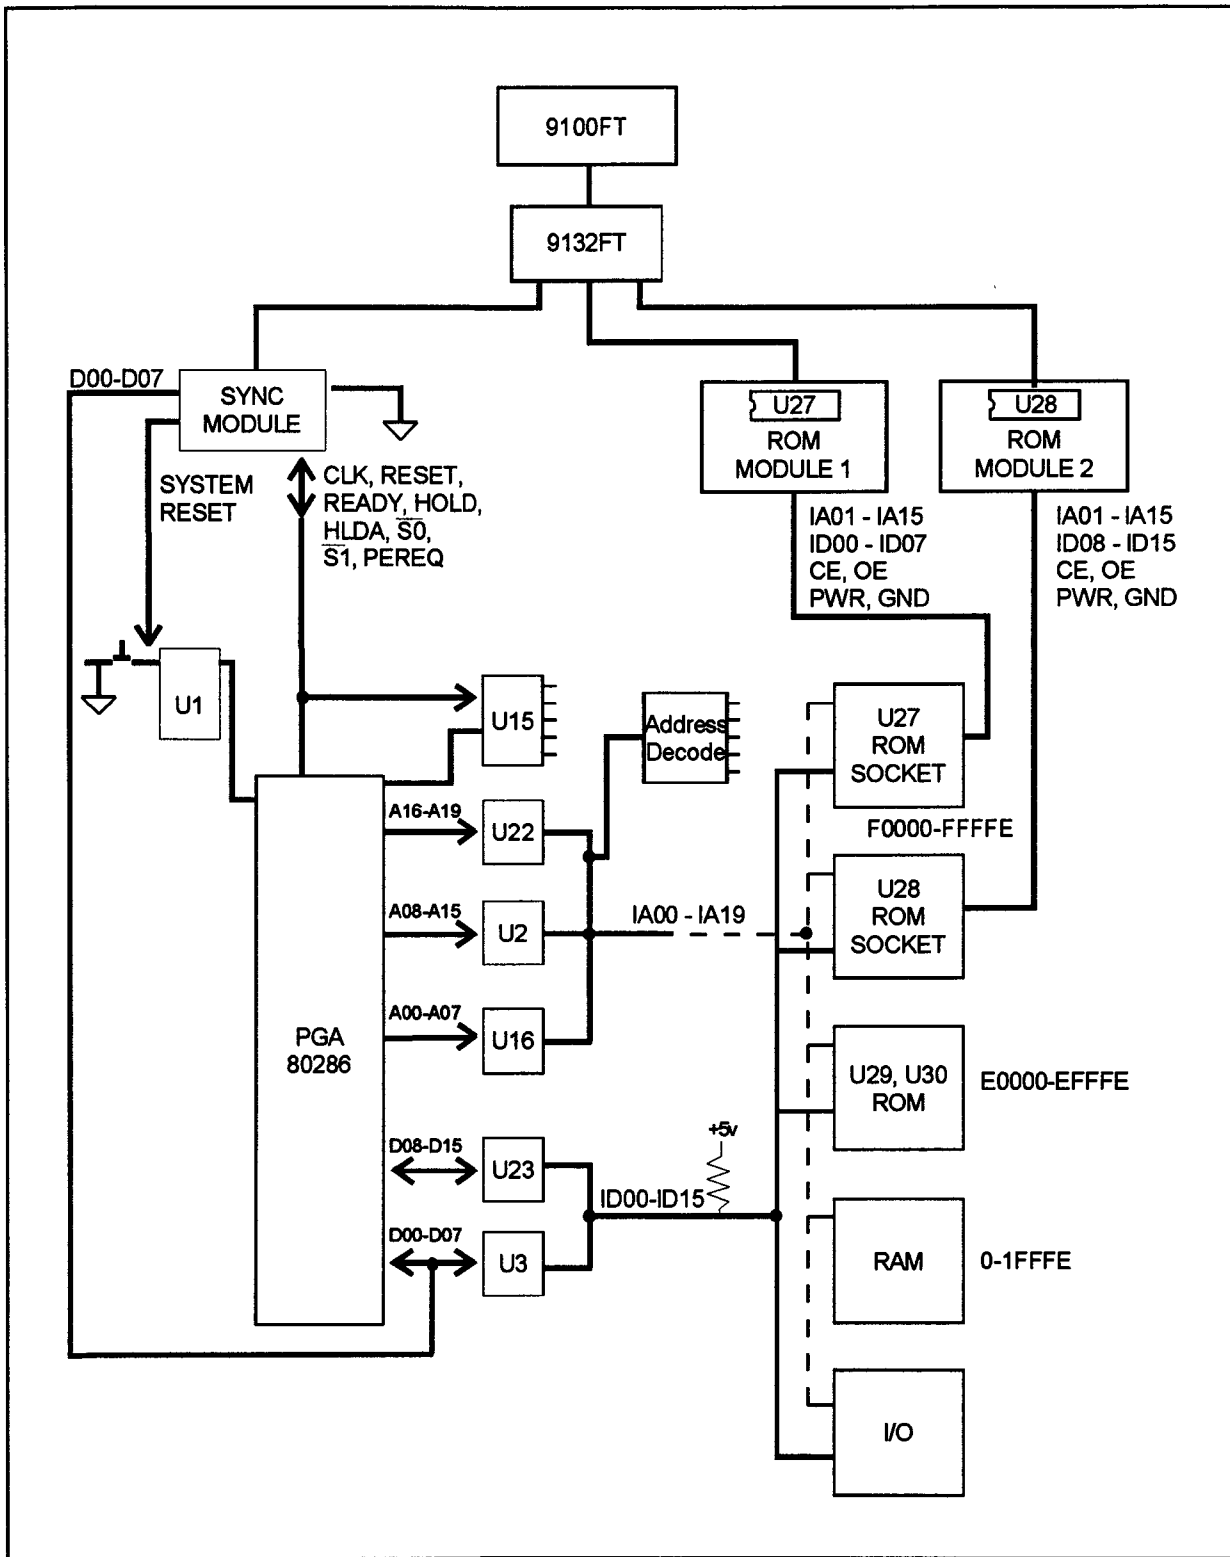 9100FT
9132FT
D00-D07
SYNC
MODULE
U27
ROM
MODULE 1
U28
ROM
MODULE 2
SYSTEM
RESET
CLK, RESET,
READY, HOLD,
HLDA, S̅0̅,
S̅1̅, PEREQ
IA01 - IA15
ID00 - ID07
CE, OE
PWR, GND
IA01 - IA15
ID08 - ID15
CE, OE
PWR, GND
U1
U15
Address
Decode
U27
ROM
SOCKET
F0000-FFFFE
A16-A19
U22
U28
ROM
SOCKET
A08-A15
U2
IA00 - IA19
A00-A07
U16
PGA
80286
U29, U30
ROM
E0000-EFFFE
+5v
D08-D15
U23
ID00-ID15
D00-D07
U3
RAM
0-1FFFE
I/O